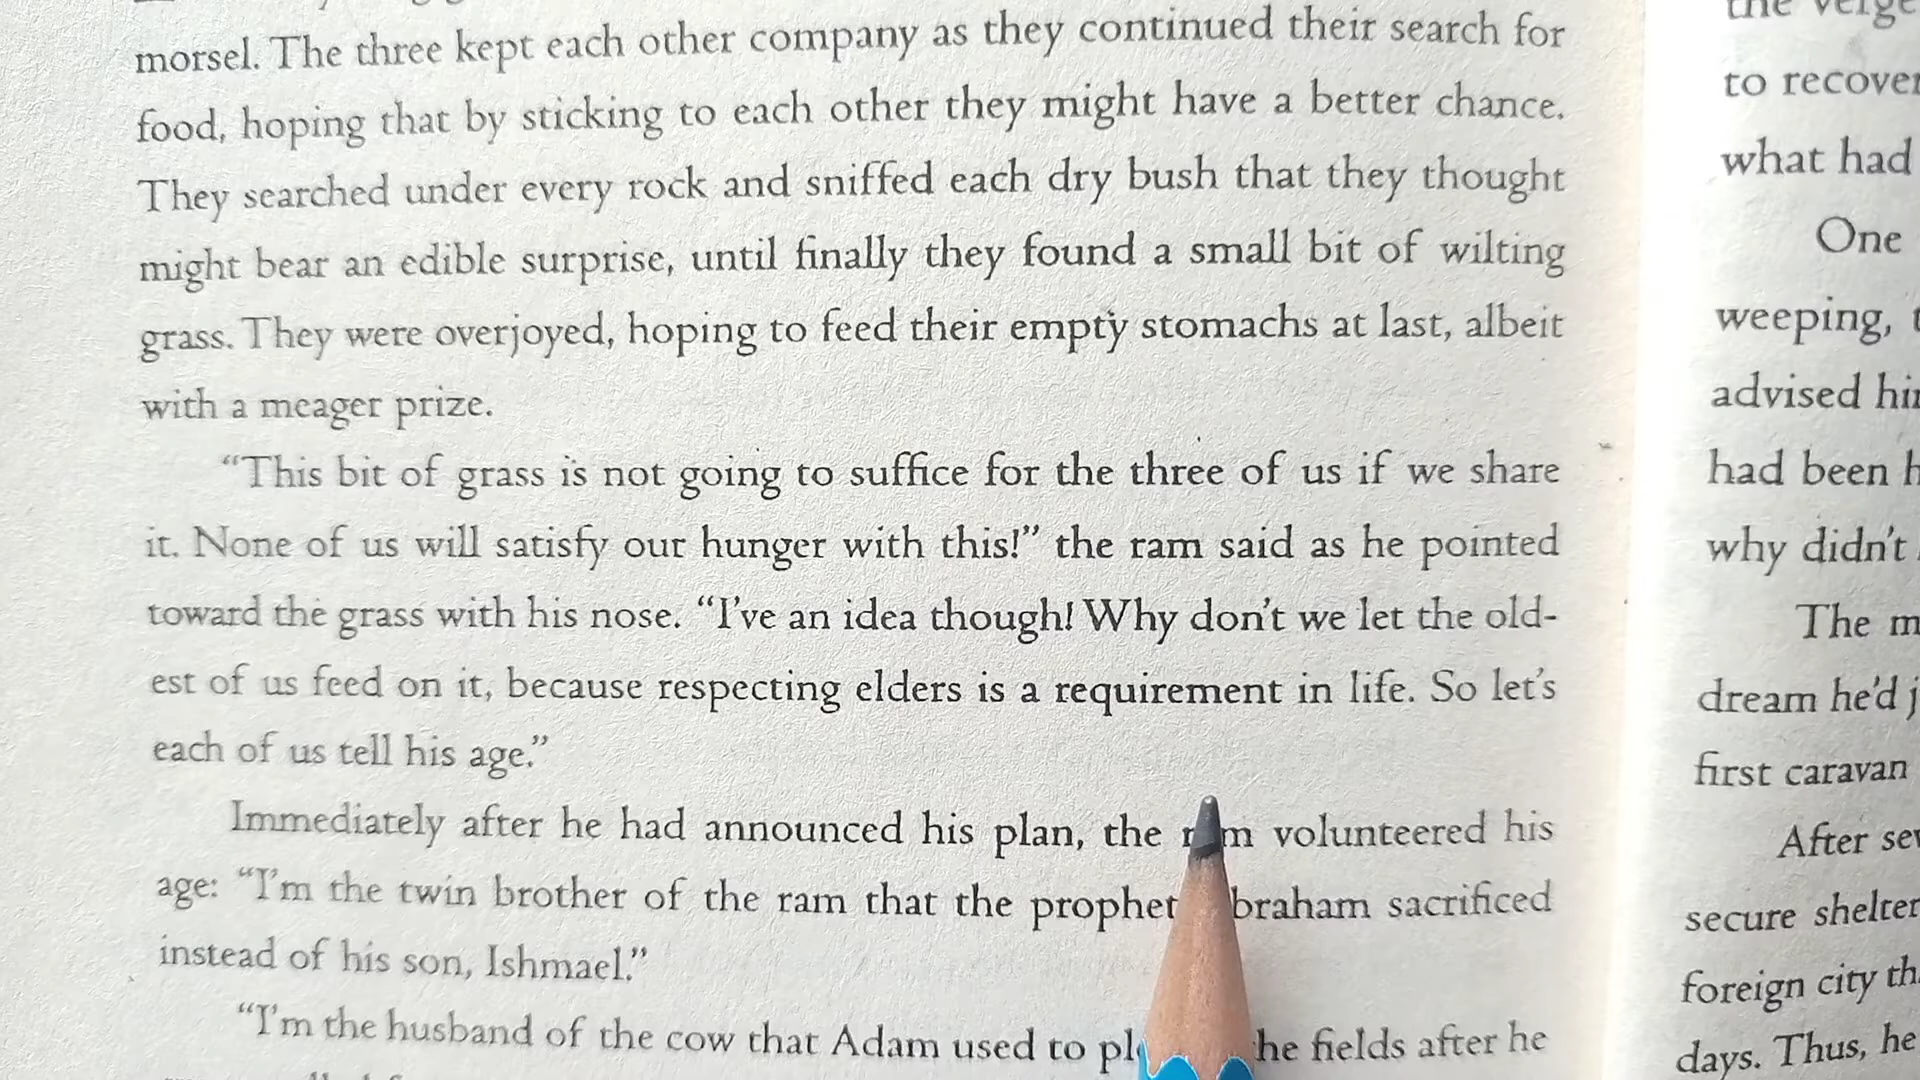 morsel. The three kept each other company as they continued their search for
food, hoping that by sticking to each other they might have a better chance.
They searched under every rock and sniffed each dry bush that they thought
might bear an edible surprise, until finally they found a small bit of wilting
grass. They were overjoyed, hoping to feed their empty stomachs at last, albeit
with a meager prize.
“This bit of grass is not going to suffice for the three of us if we share
it. None of us will satisfy our hunger with this!” the ram said as he pointed
toward the grass with his nose. “I’ve an idea though! Why don’t we let the old-
est of us feed on it, because respecting elders is a requirement in life. So let’s
each of us tell his age.”
Immediately after he had announced his plan, the volunteered his
age: “I’m the twin brother of the ram that the prophet sacrificed
instead of his son, Ishmael.”
“I’m the husband of the cow that Adam used to fields after he
the verge
to recover
what had
One
weeping,
advised
had been
why didn’t
The
dream he’d
first caravan
After
secure shelter
foreign city
days. Thus, he